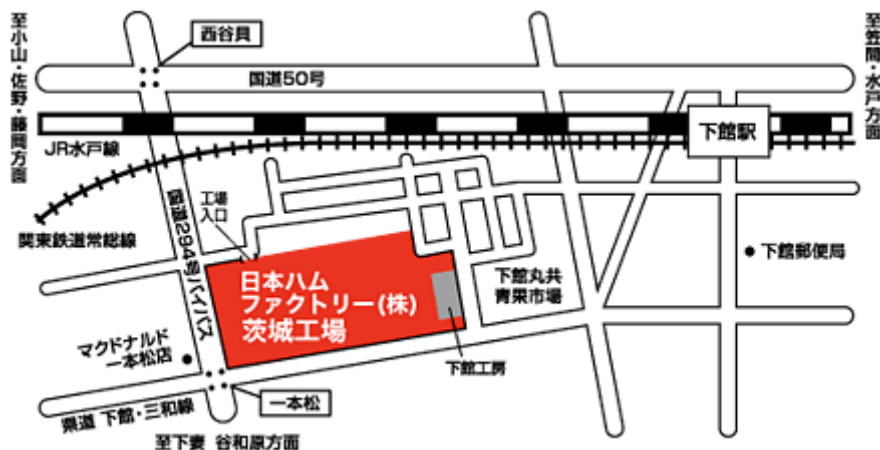 至小山・佐野・藤岡方面
西谷貝
至笠間・水戸方面
国道50号
下館駅
JR水戸線
工場
入口
国道294号バイパス
関東鉄道常総線
下館郵便局
日本ハム
ファクトリー(株)
茨城工場
下館丸共
青果市場
マクドナルド
一本松店
下館工房
一本松
県道 下館・三和線
至下妻 谷和原方面